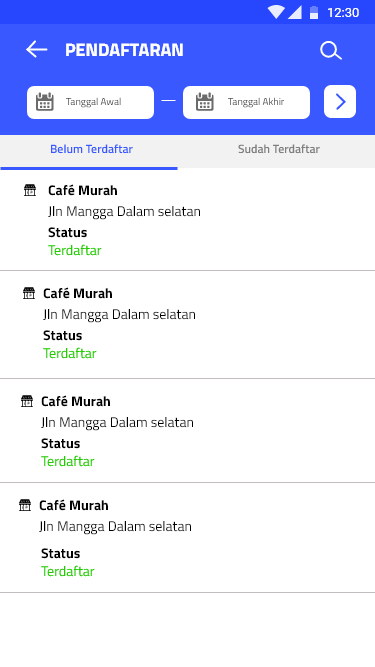 12:30
PENDAFTARAN
Tanggal Awal — Tanggal Akhir
Belum Terdaftar Sudah Terdaftar
Café Murah
Jln Mangga Dalam selatan
Status
Terdaftar
Café Murah
Jln Mangga Dalam selatan
Status
Terdaftar
Café Murah
Jln Mangga Dalam selatan
Status
Terdaftar
Café Murah
Jln Mangga Dalam selatan
Status
Terdaftar